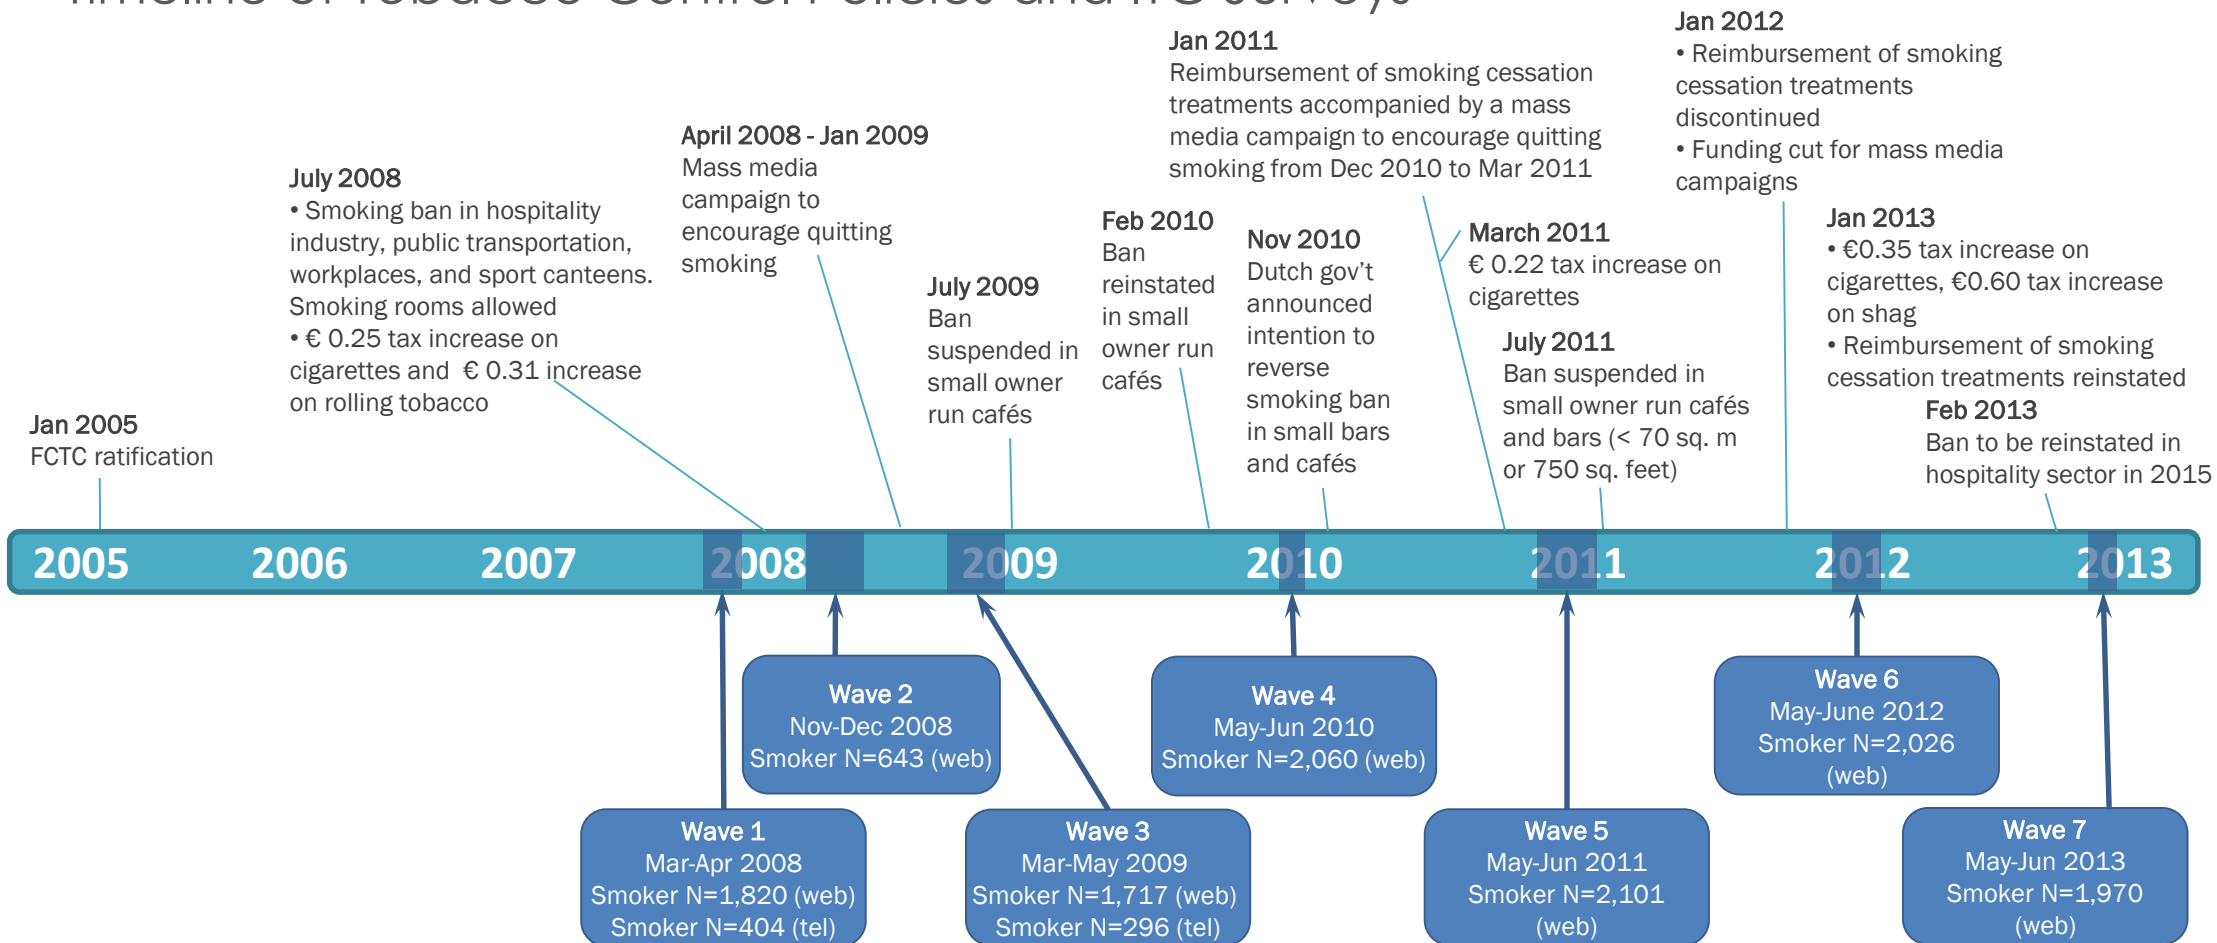 Timeline of Tobacco Control Policies and ITC Surveys
Jan 2012
• Reimbursement of smoking
cessation treatments
discontinued
• Funding cut for mass media
campaigns
Jan 2011
Reimbursement of smoking cessation
treatments accompanied by a mass
media campaign to encourage quitting
smoking from Dec 2010 to Mar 2011
April 2008 - Jan 2009
Mass media
campaign to
encourage quitting
smoking
July 2008
• Smoking ban in hospitality
industry, public transportation,
workplaces, and sport canteens.
Smoking rooms allowed
• € 0.25 tax increase on
cigarettes and € 0.31 increase
on rolling tobacco
Feb 2010
Ban
reinstated
in small
owner run
cafés
Nov 2010
Dutch gov't
announced
intention to
reverse
smoking ban
in small bars
and cafés
March 2011
€ 0.22 tax increase on
cigarettes
Jan 2013
• €0.35 tax increase on
cigarettes, €0.60 tax increase
on shag
• Reimbursement of smoking
cessation treatments reinstated
July 2009
Ban
suspended in
small owner
run cafés
July 2011
Ban suspended in
small owner run cafés
and bars (< 70 sq. m
or 750 sq. feet)
Jan 2005
FCTC ratification
Feb 2013
Ban to be reinstated in
hospitality sector in 2015
2005 2006 2007 2008 2009 2010 2011 2012 2013
Wave 2
Nov-Dec 2008
Smoker N=643 (web)
Wave 4
May-Jun 2010
Smoker N=2,060 (web)
Wave 6
May-June 2012
Smoker N=2,026
(web)
Wave 1
Mar-Apr 2008
Smoker N=1,820 (web)
Smoker N=404 (tel)
Wave 3
Mar-May 2009
Smoker N=1,717 (web)
Smoker N=296 (tel)
Wave 5
May-Jun 2011
Smoker N=2,101
(web)
Wave 7
May-Jun 2013
Smoker N=1,970
(web)